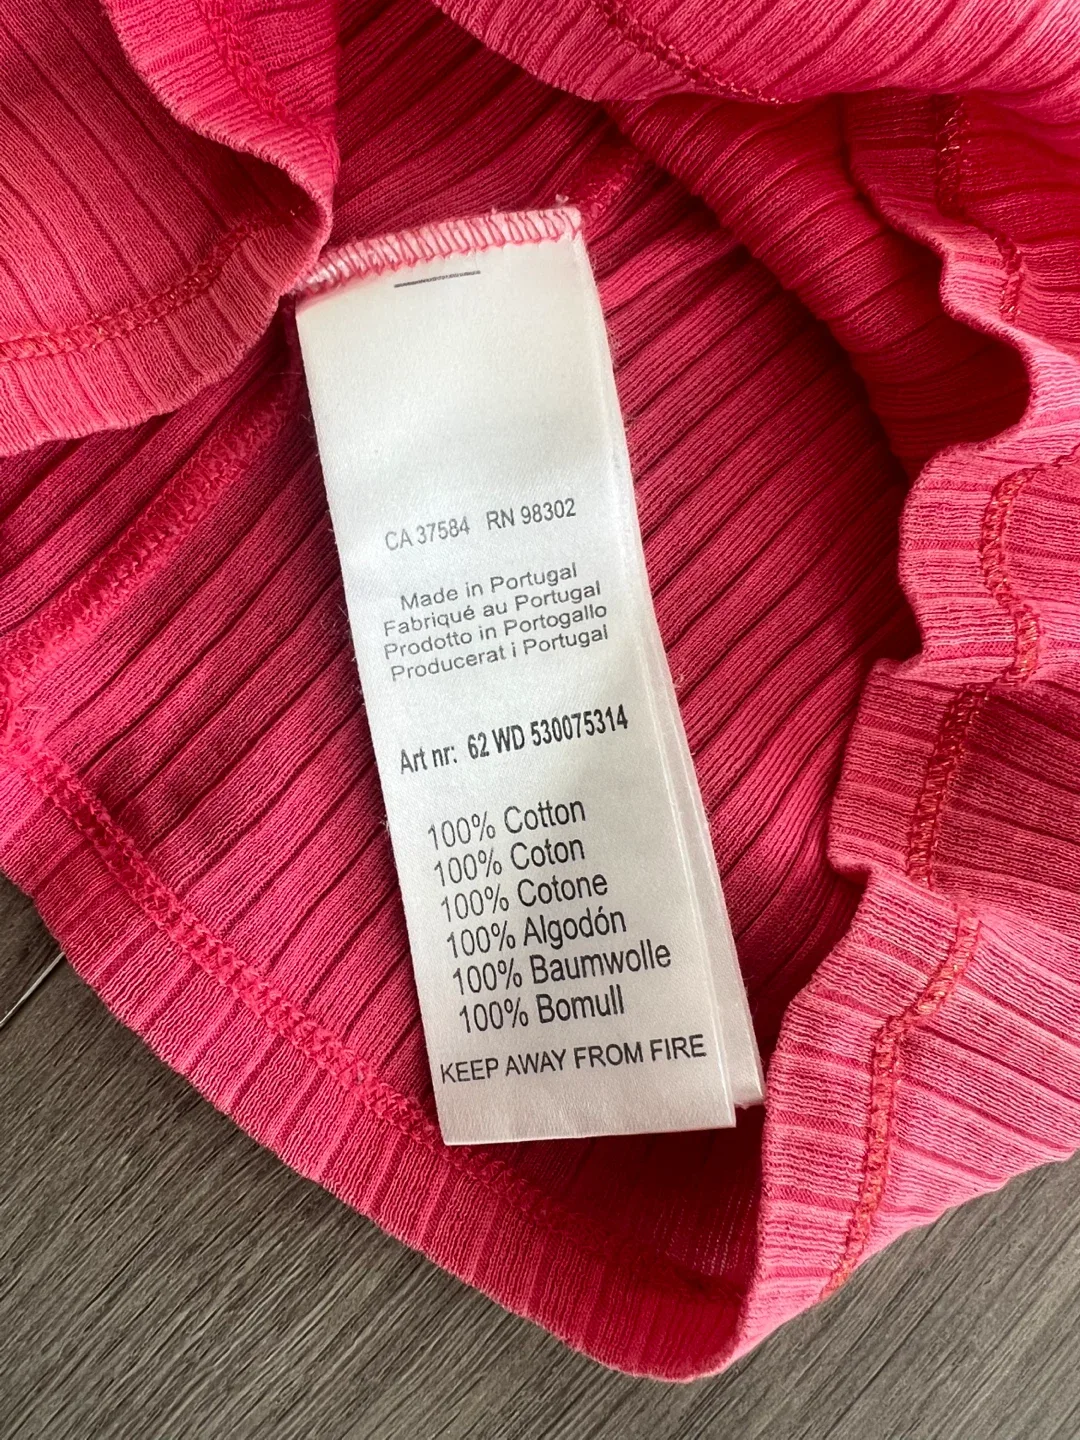 CA 37584 RN 98302
Made in Portugal
Fabriqué au Portugal
Prodotto in Portogallo
Producerat i Portugal
Art nr: 62 WD 530075314
100% Cotton
100% Coton
100% Cotone
100% Algodón
100% Baumwolle
100% Bomull
KEEP AWAY FROM FIRE